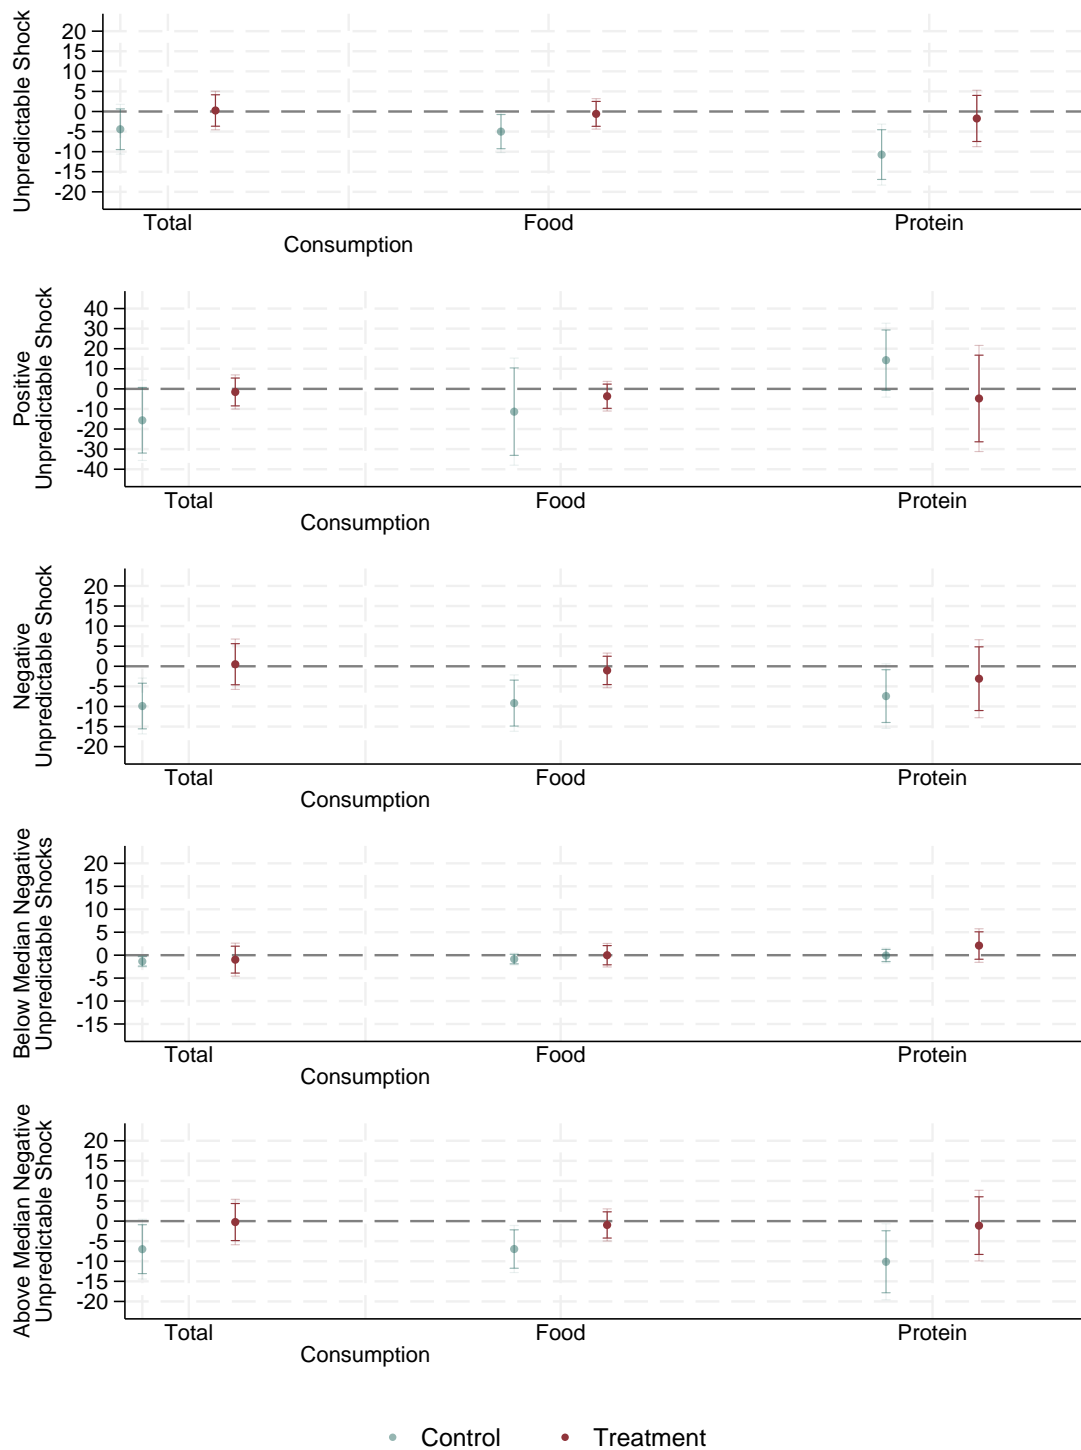 Unpredictable Shock
20
15
10
5
0
-5
-10
-15
-20
Total
Food
Protein
Consumption
Positive
Unpredictable Shock
40
30
20
10
0
-10
-20
-30
-40
Total
Food
Protein
Consumption
Negative
Unpredictable Shock
20
15
10
5
0
-5
-10
-15
-20
Total
Food
Protein
Consumption
Below Median Negative
Unpredictable Shocks
20
15
10
5
0
-5
-10
-15
Total
Food
Protein
Consumption
Above Median Negative
Unpredictable Shock
20
15
10
5
0
-5
-10
-15
-20
Total
Food
Protein
Consumption
Control
Treatment